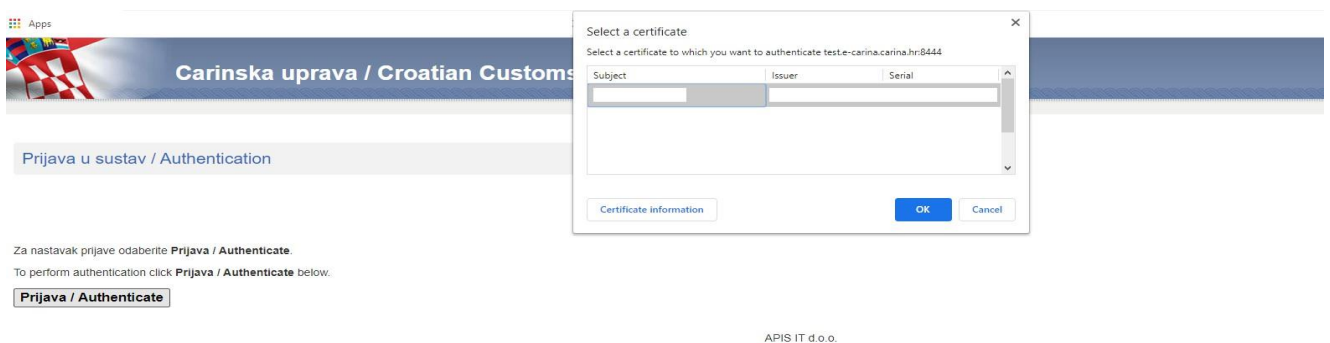 Apps
Carinska uprava / Croatian Customs
Prijava u sustav / Authentication
Za nastavak prijave odaberite Prijava / Authenticate.
To perform authentication click Prijava / Authenticate below.
Prijava / Authenticate
APIS IT d.o.o.
Select a certificate
Select a certificate to which you want to authenticate test.e-carina.carina.hr:8444
Subject Issuer Serial
Certificate information OK Cancel